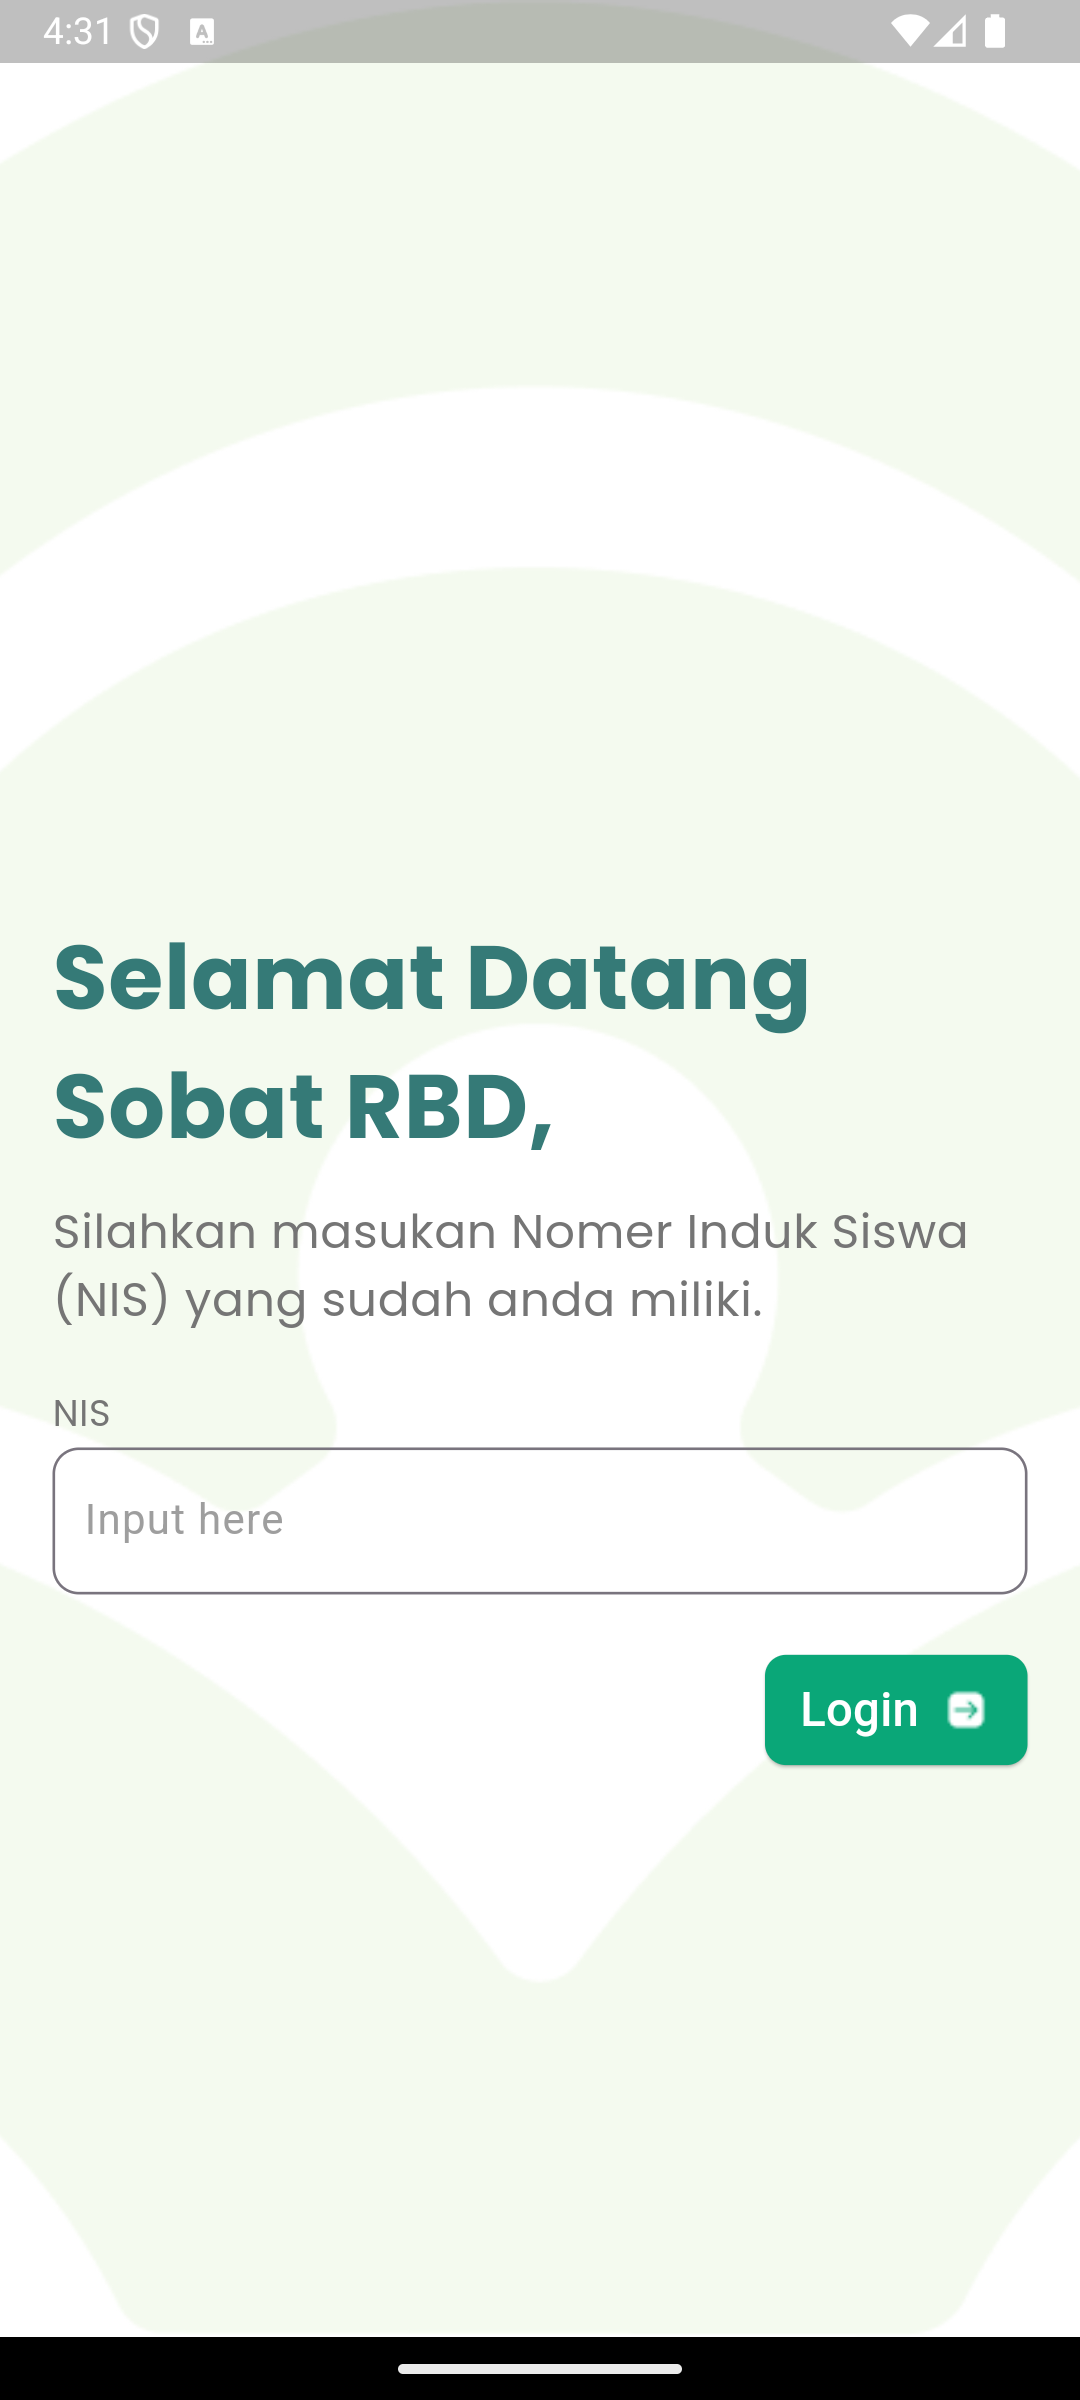 4:31
Selamat Datang
Sobat RBD,
Silahkan masukan Nomer Induk Siswa
(NIS) yang sudah anda miliki.
NIS
Input here
Login